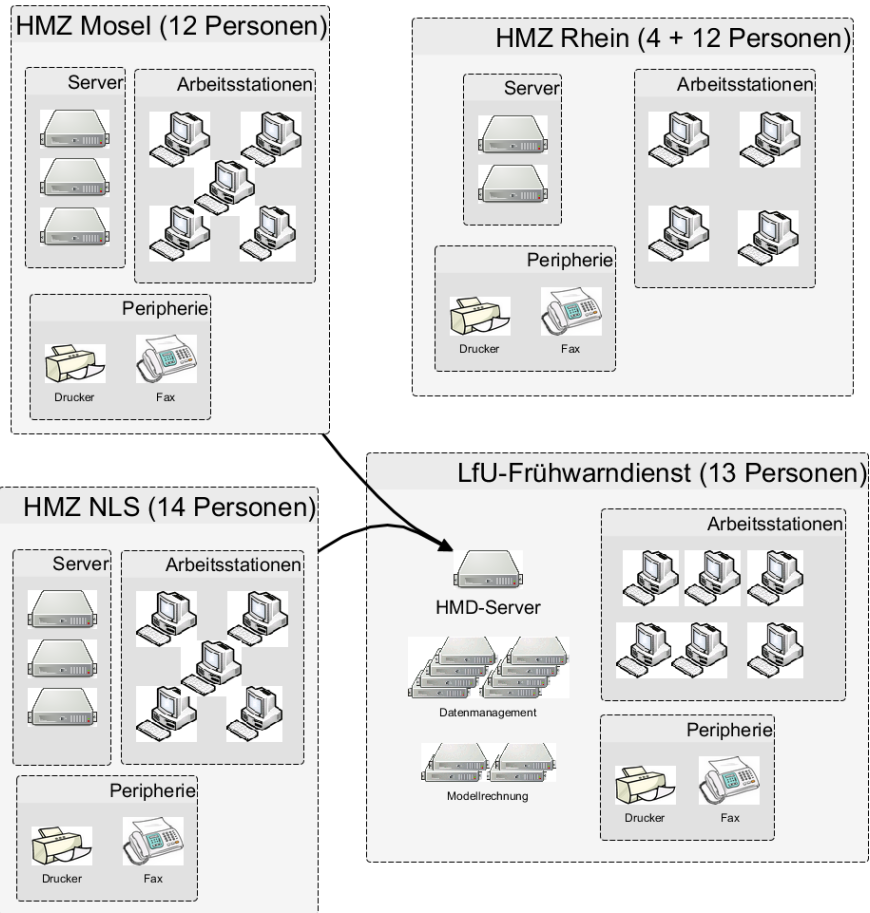 HMZ Mosel (12 Personen)
Server
Arbeitsstationen
Peripherie
Drucker
Fax
HMZ Rhein (4 + 12 Personen)
Server
Arbeitsstationen
Peripherie
Drucker
Fax
HMZ NLS (14 Personen)
Server
Arbeitsstationen
Peripherie
Drucker
Fax
LfU-Frühwarndienst (13 Personen)
Arbeitsstationen
HMD-Server
Datenmanagement
Modellrechnung
Peripherie
Drucker
Fax